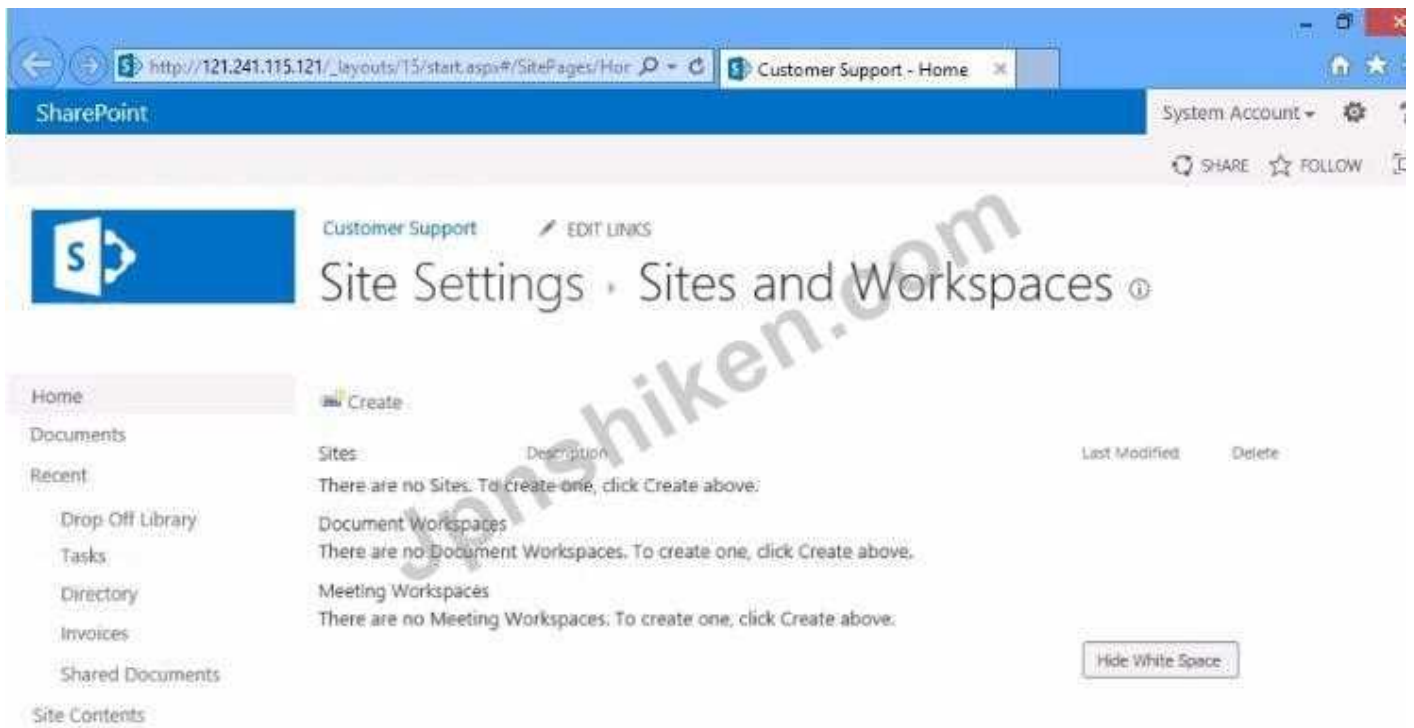 http://121.241.115.121/_layouts/15/start.aspx#/SitePages/Hor
Customer Support - Home
SharePoint
System Account
SHARE FOLLOW
S
Customer Support EDIT LINKS
Site Settings › Sites and Workspaces
Home
Create
Documents
Sites Description Last Modified Delete
Recent
There are no Sites. To create one, click Create above.
Drop Off Library
Document Workspaces
Tasks
There are no Document Workspaces. To create one, click Create above.
Directory
Meeting Workspaces
Invoices
There are no Meeting Workspaces. To create one, click Create above.
Hide White Space
Shared Documents
Site Contents
Jpnshiken.com